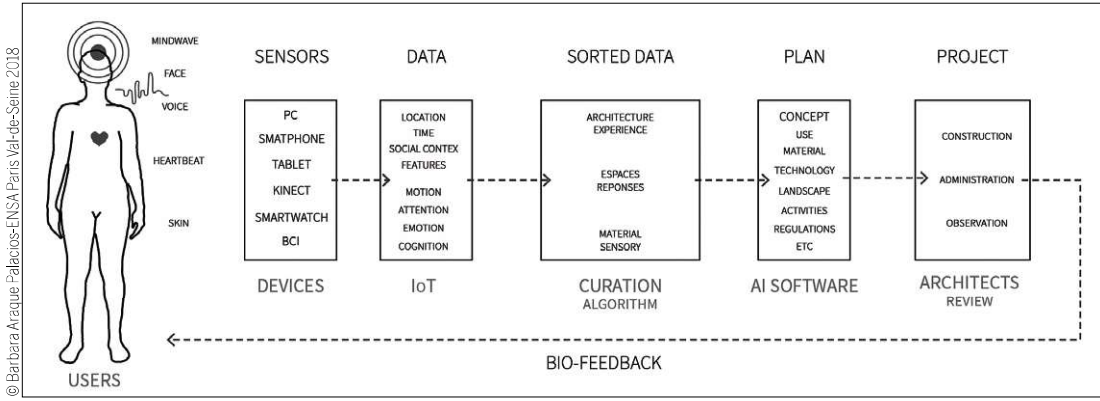 © Barbara Araque Palacios-ENSA Paris Val-de-Seine 2018
MINDWAVE
FACE
VOICE
HEARTBEAT
SKIN
USERS
SENSORS
PC
SMATPHONE
TABLET
KINECT
SMARTWATCH
BCI
DEVICES
DATA
LOCATION
TIME
SOCIAL CONTEX
FEATURES
MOTION
ATTENTION
EMOTION
COGNITION
IoT
SORTED DATA
ARCHITECTURE
EXPERIENCE
ESPACES
REPONSES
MATERIAL
SENSORY
CURATION
ALGORITHM
PLAN
CONCEPT
USE
MATERIAL
TECHNOLOGY
LANDSCAPE
ACTIVITIES
REGULATIONS
ETC
AI SOFTWARE
PROJECT
CONSTRUCTION
ADMINISTRATION
OBSERVATION
ARCHITECTS
REVIEW
BIO-FEEDBACK